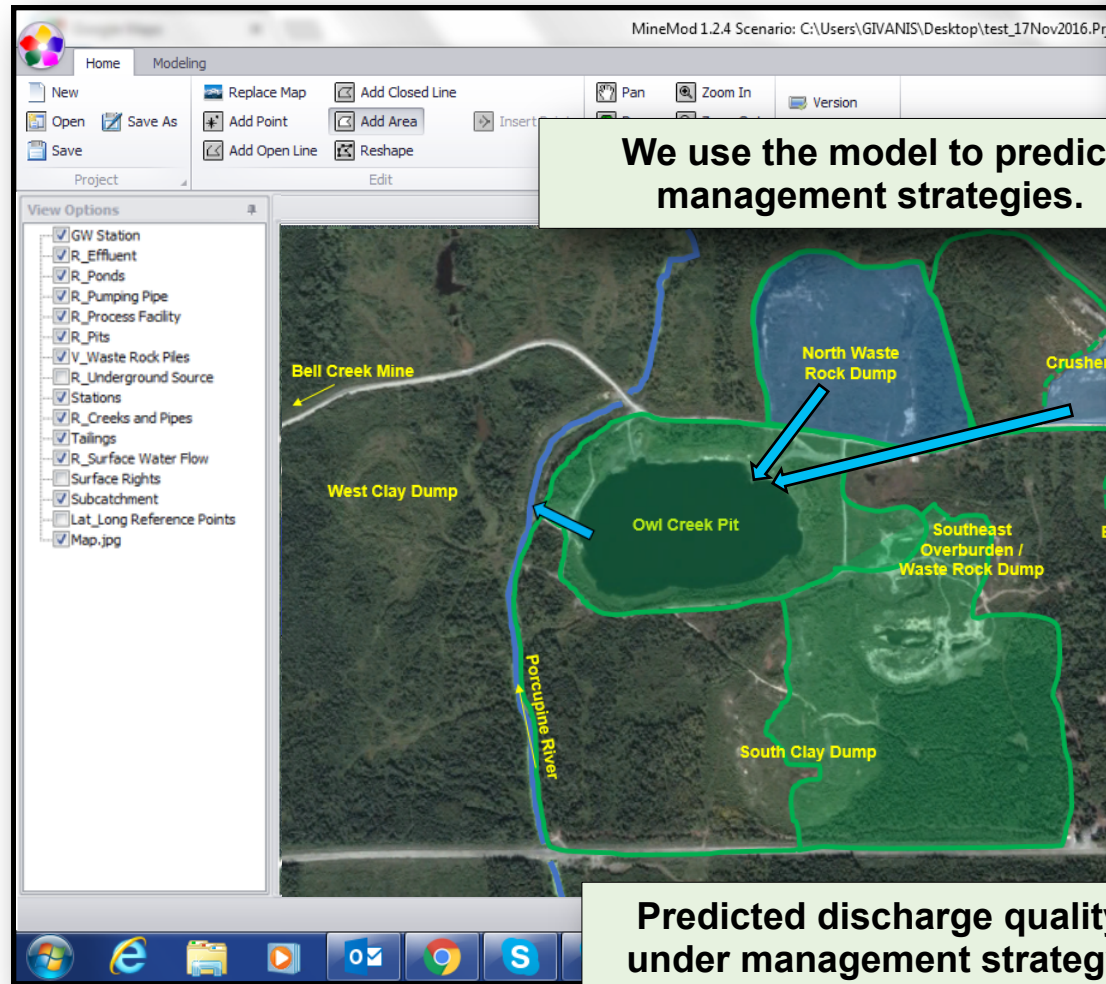 MineMod 1.2.4 Scenario: C:\Users\GIVANIS\Desktop\test_17Nov2016.Prj
Home Modeling
New Replace Map Add Closed Line Pan Zoom In Version
Open Save As Add Point Add Area Insert
Save Add Open Line Reshape
Project Edit
We use the model to predic
management strategies.
View Options
GW Station
R_Effluent
R_Ponds
R_Pumping Pipe
R_Process Facility
R_Pits
V_Waste Rock Piles
R_Underground Source
Stations
R_Creeks and Pipes
Tailings
R_Surface Water Flow
Surface Rights
Subcatchment
Lat_Long Reference Points
Map.jpg
North Waste
Rock Dump
Crusher
Bell Creek Mine
West Clay Dump
Owl Creek Pit
Southeast
Overburden /
Waste Rock Dump
Porcupine River
South Clay Dump
Predicted discharge quality
under management strateg